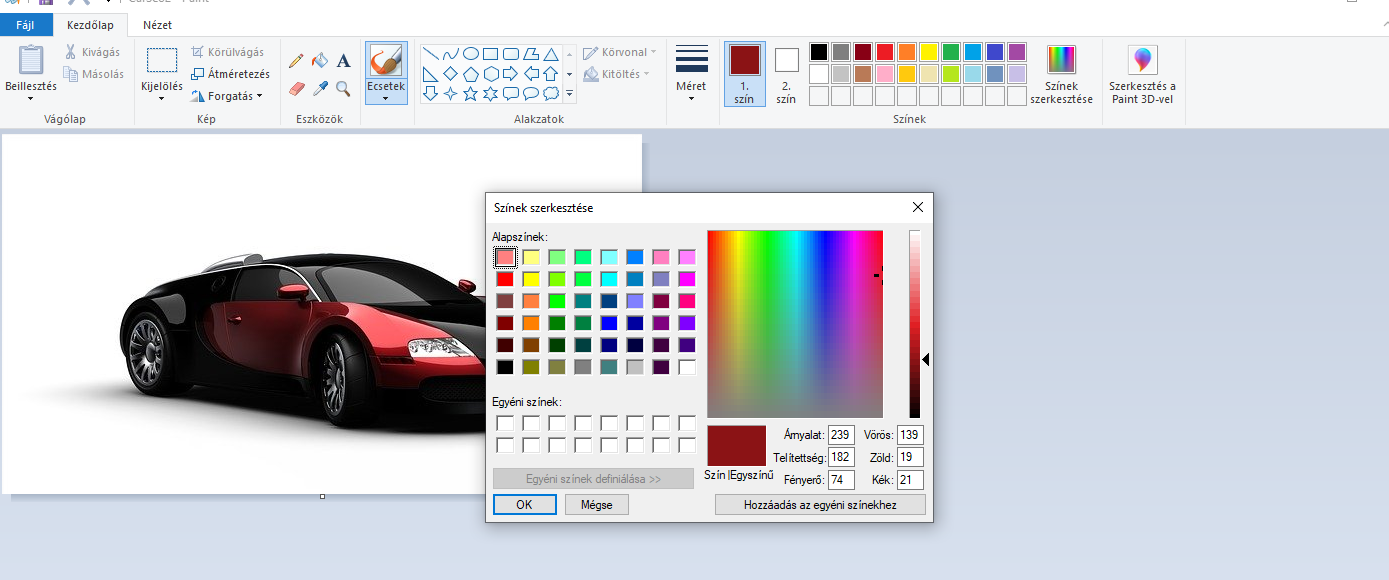 Fájl Kezdőlap Nézet
Beillesztés
Kivágás
Másolás
Vágólap
Kijelölés
Körülvágás
Átméretezés
Forgatás
Kép
A
Eszközök
Ecsetek
Körvonal
Kitöltés
Alakzatok
Méret
1.
szín
2.
szín
Színek
szerkesztése
Színek
Szerkesztés a
Paint 3D-vel
Színek szerkesztése
Alapszínek:
Egyéni színek:
Egyéni színek definiálása >>
OK Mégse
Szín|Egyszínű
Árnyalat: 239 Vörös: 139
Telítettség: 182 Zöld: 19
Fényerő: 74 Kék: 21
Hozzáadás az egyéni színekhez